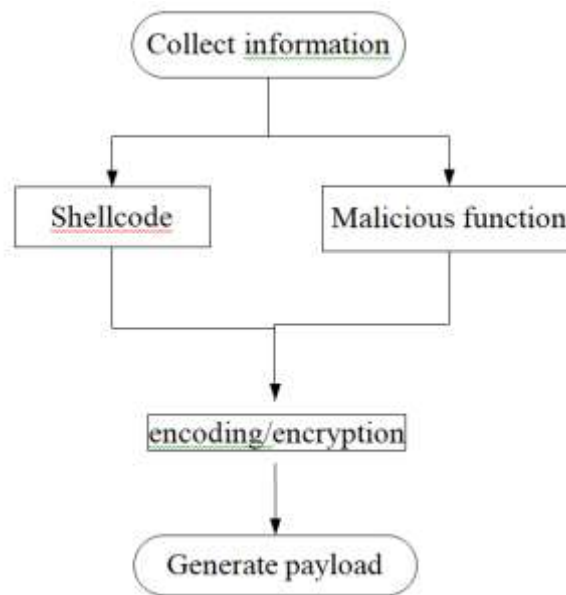 Collect information
Shellcode
Malicious function
encoding/encryption
Generate payload